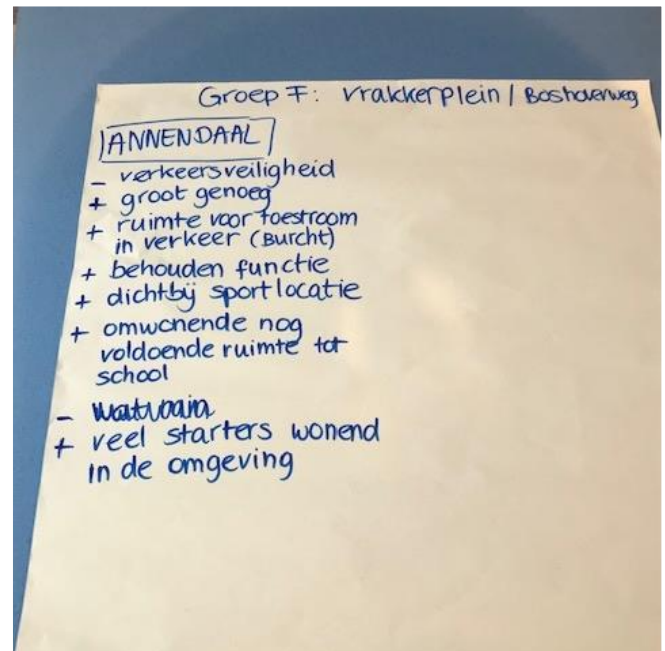 Groep F: Vrakkerplein / Boshoverweg
ANNENDAAL
- verkeersveiligheid
+ groot genoeg
+ ruimte voor toestroom
in verkeer (Burcht)
+ behouden functie
+ dichtbij sportlocatie
+ omwonende nog
voldoende ruimte tot
school
-
+ veel starters wonend
in de omgeving